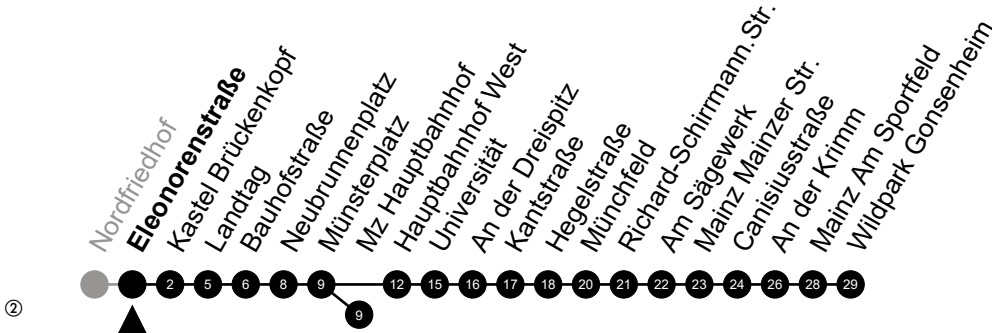 Nordfriedhof
Eleonorenstraße
Kastel Brückenkopf
Landtag
Bauhofstraße
Neubrunnenplatz
Münsterplatz
Mz Hauptbahnhof
Hauptbahnhof West
Universität
An der Dreispitz
Kantstraße
Hegelstraße
Münchfeld
Richard-Schirrmann.Str.
Am Sägewerk
Mainz Mainzer Str.
Canisiusstraße
An der Krimm
Mainz Am Sportfeld
Wildpark Gonsenheim
2 5 6 8 9 12 15 16 17 18 20 21 22 23 24 26 28 29
9
②